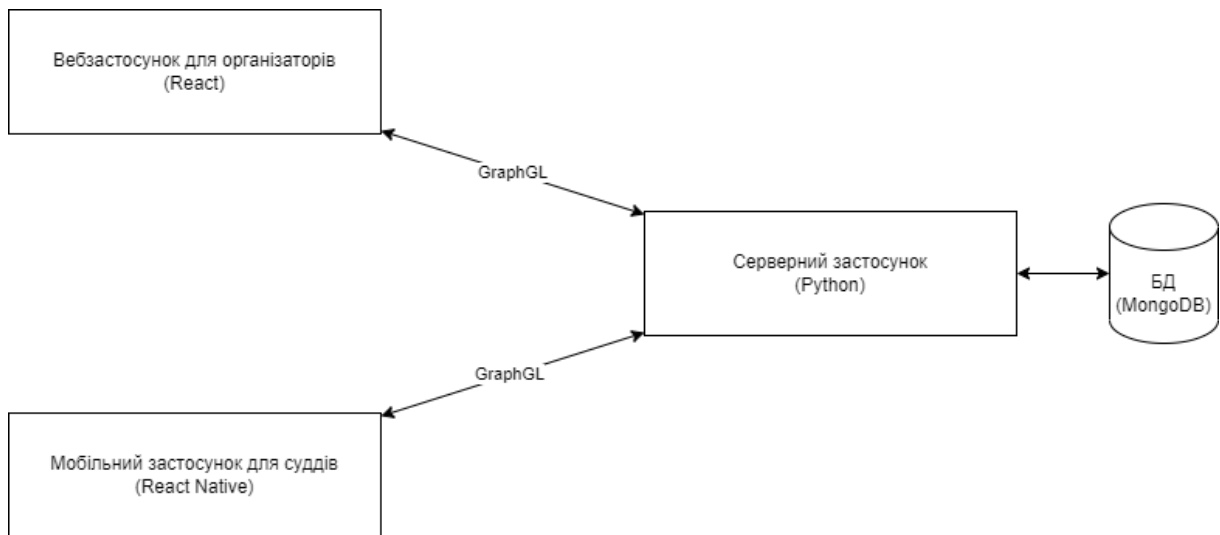 Вебзастосунок для організаторів
(React)
GraphGL
Серверний застосунок
(Python)
БД
(MongoDB)
GraphGL
Мобільний застосунок для суддів
(React Native)